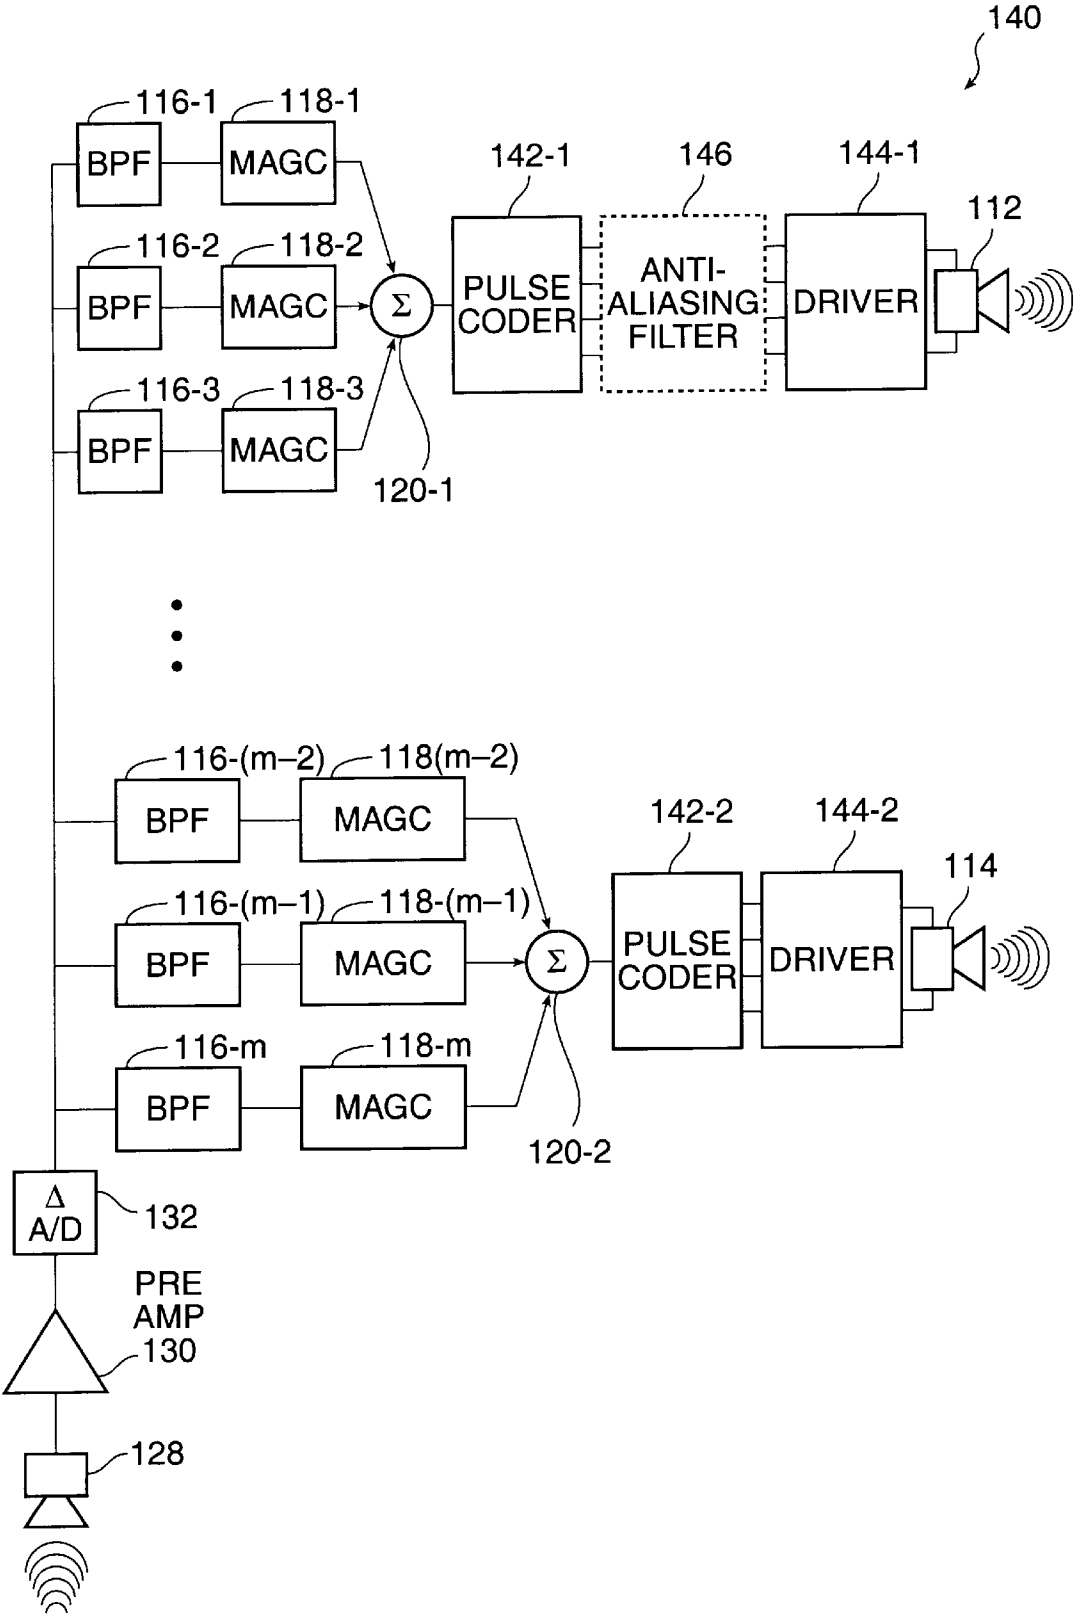 140
116-1
118-1
BPF
MAGC
142-1
146
144-1
112
116-2
118-2
BPF
MAGC
Σ
PULSE
CODER
ANTI-
ALIASING
FILTER
DRIVER
116-3
118-3
BPF
MAGC
120-1
116-(m–2)
118(m–2)
BPF
MAGC
142-2
144-2
114
116-(m–1)
118-(m–1)
BPF
MAGC
Σ
PULSE
CODER
DRIVER
116-m
118-m
BPF
MAGC
120-2
Δ
A/D
132
PRE
AMP
130
128